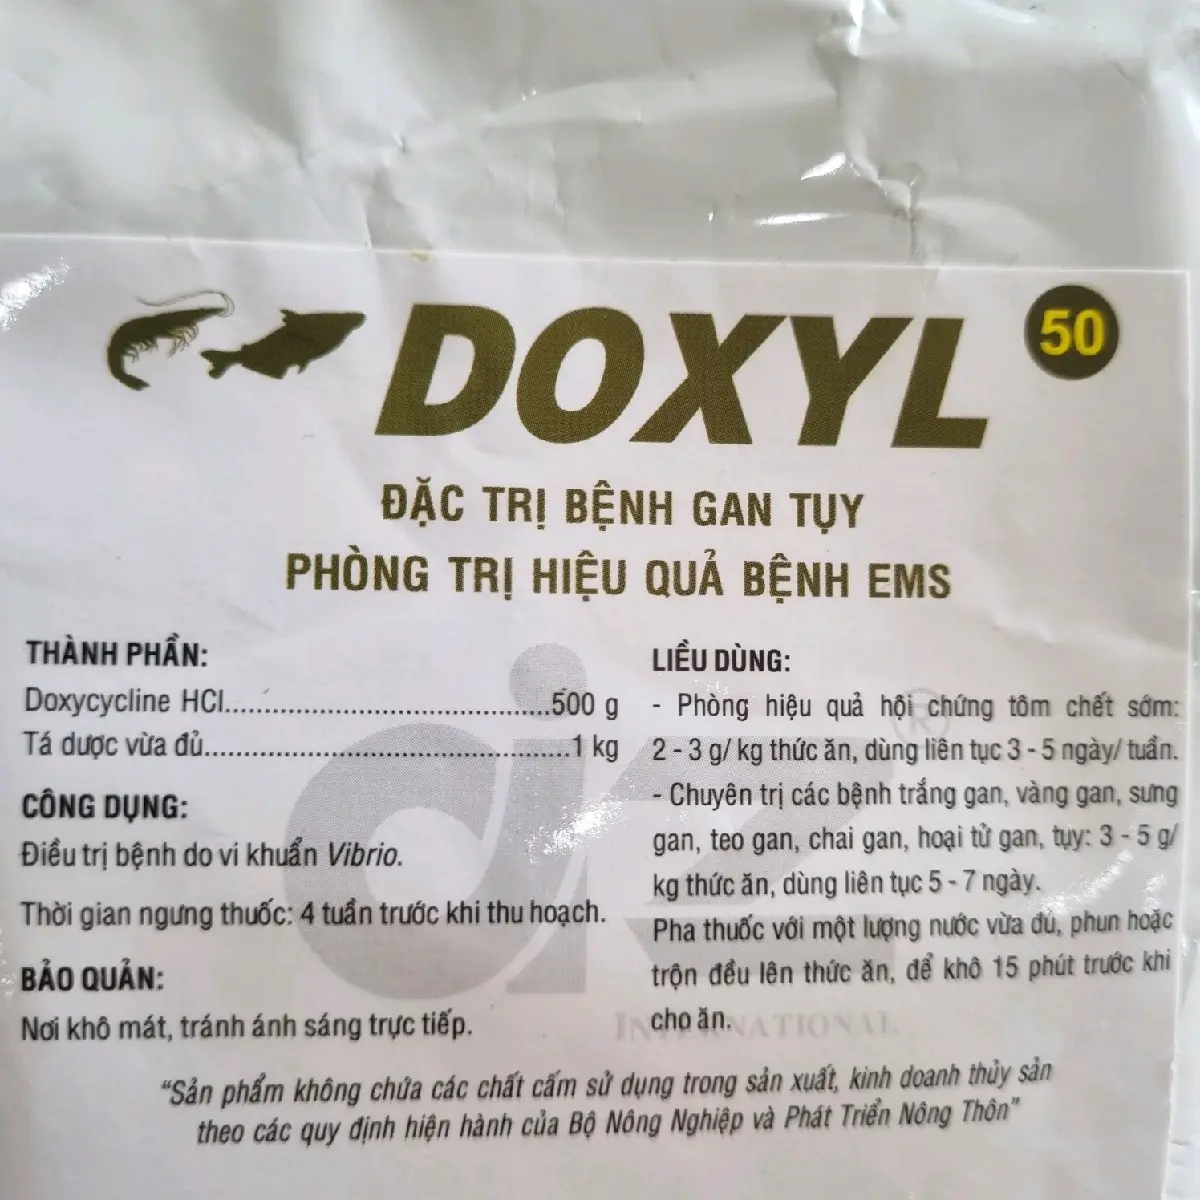 DOXYL 50
ĐẶC TRỊ BỆNH GAN TỤY
PHÒNG TRỊ HIỆU QUẢ BỆNH EMS
THÀNH PHẦN:
Doxycycline HCl.......................................500 g
Tá dược vừa đủ............................................1 kg
CÔNG DỤNG:
Điều trị bệnh do vi khuẩn Vibrio.
Thời gian ngưng thuốc: 4 tuần trước khi thu hoạch.
BẢO QUẢN:
Nơi khô mát, tránh ánh sáng trực tiếp.
LIỀU DÙNG:
- Phòng hiệu quả hội chứng tôm chết sớm:
2 - 3 g/ kg thức ăn, dùng liên tục 3 - 5 ngày/ tuần.
- Chuyên trị các bệnh trắng gan, vàng gan, sưng
gan, teo gan, chai gan, hoại tử gan, tụy: 3 - 5 g/
kg thức ăn, dùng liên tục 5 - 7 ngày.
Pha thuốc với một lượng nước vừa đủ, phun hoặc
trộn đều lên thức ăn, để khô 15 phút trước khi
cho ăn.
INTERNATIONAL
®
“Sản phẩm không chứa các chất cấm sử dụng trong sản xuất, kinh doanh thủy sản
theo các quy định hiện hành của Bộ Nông Nghiệp và Phát Triển Nông Thôn”